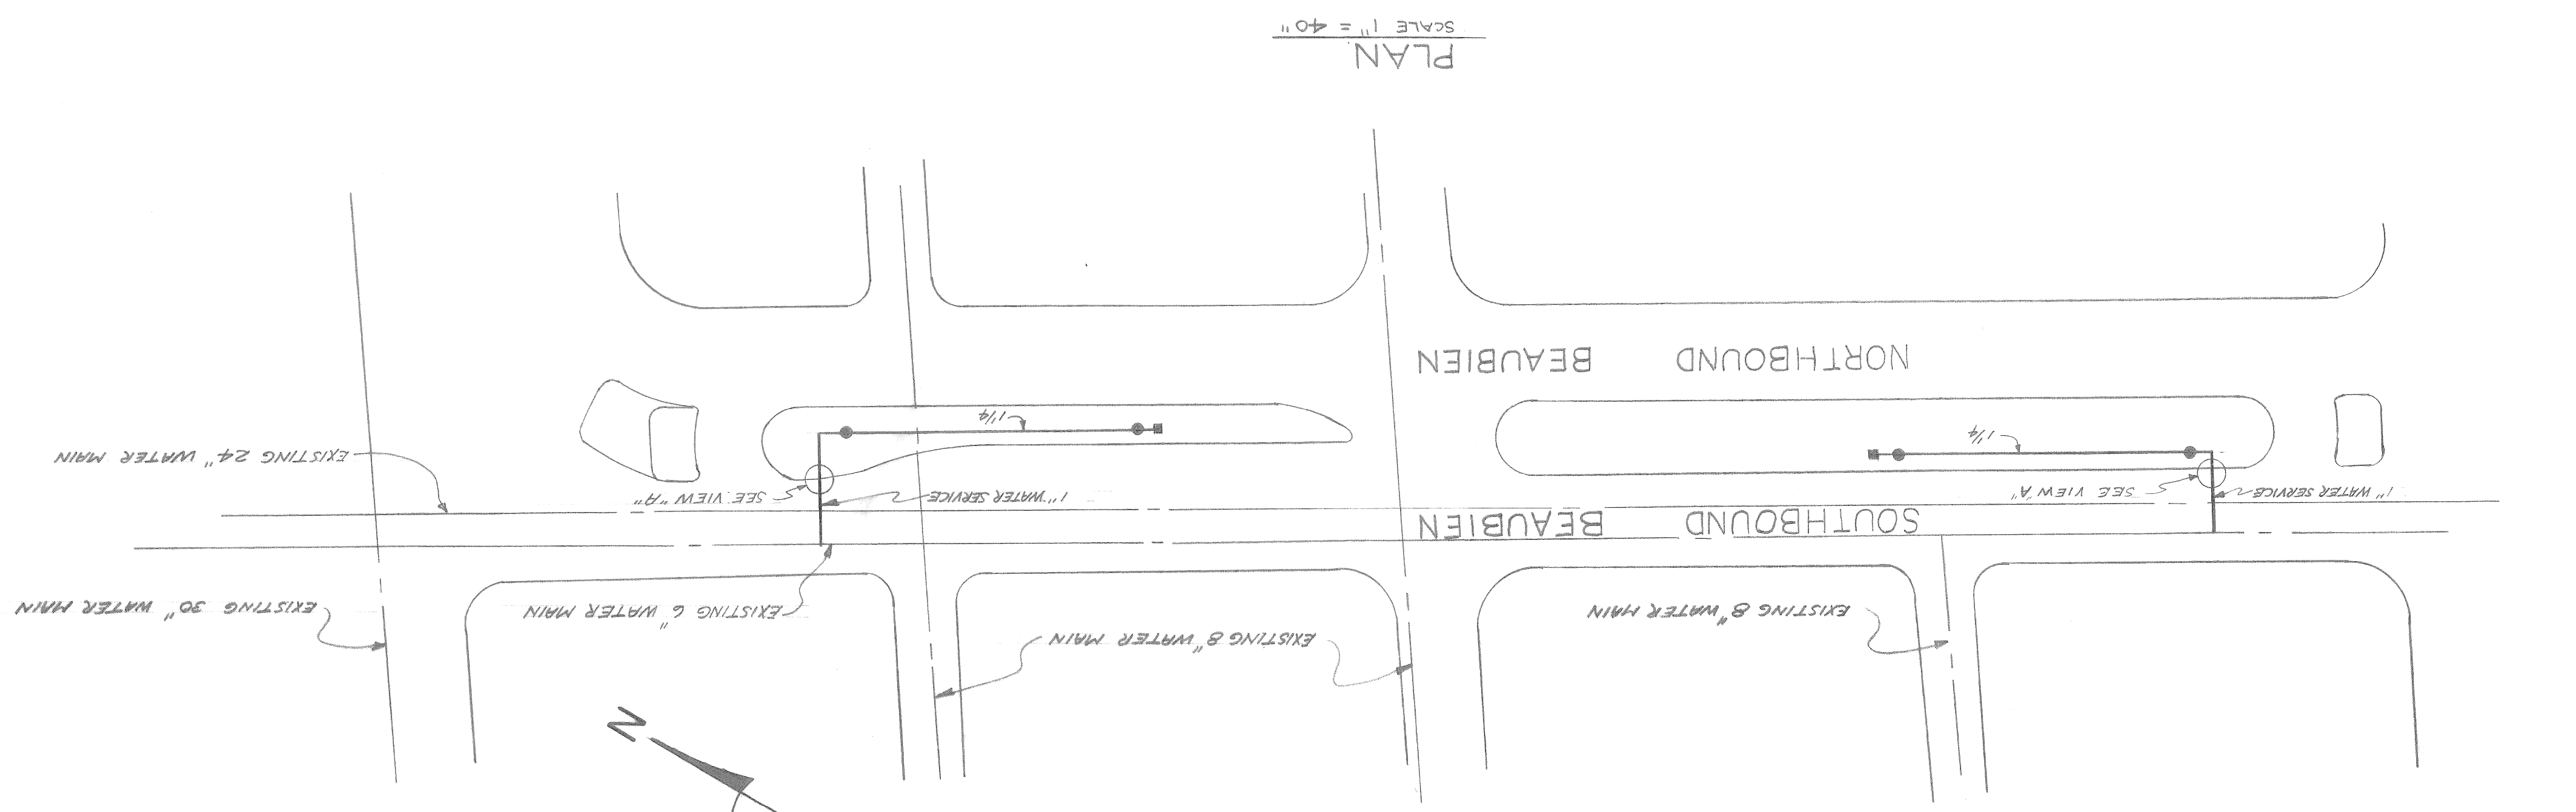 N
EXISTING 8" WATER MAIN
EXISTING 8" WATER MAIN
EXISTING 6" WATER MAIN
EXISTING 30" WATER MAIN
SOUTHBOUND BEAUBIEN
1" WATER SERVICE
SEE VIEW "A"
1" WATER SERVICE
SEE VIEW "A"
EXISTING 24" WATER MAIN
1 1/4
1 1/4
NORTHBOUND BEAUBIEN
PLAN
SCALE 1" = 40"